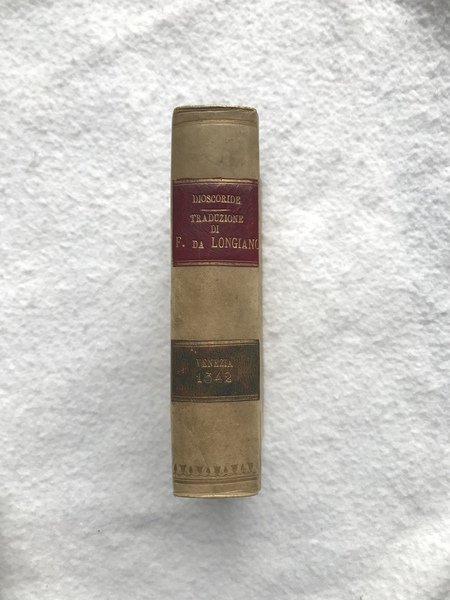 DIOSCORIDE
TRADUZIONE
DI
F. DA LONGIANO
VENEZIA
1542